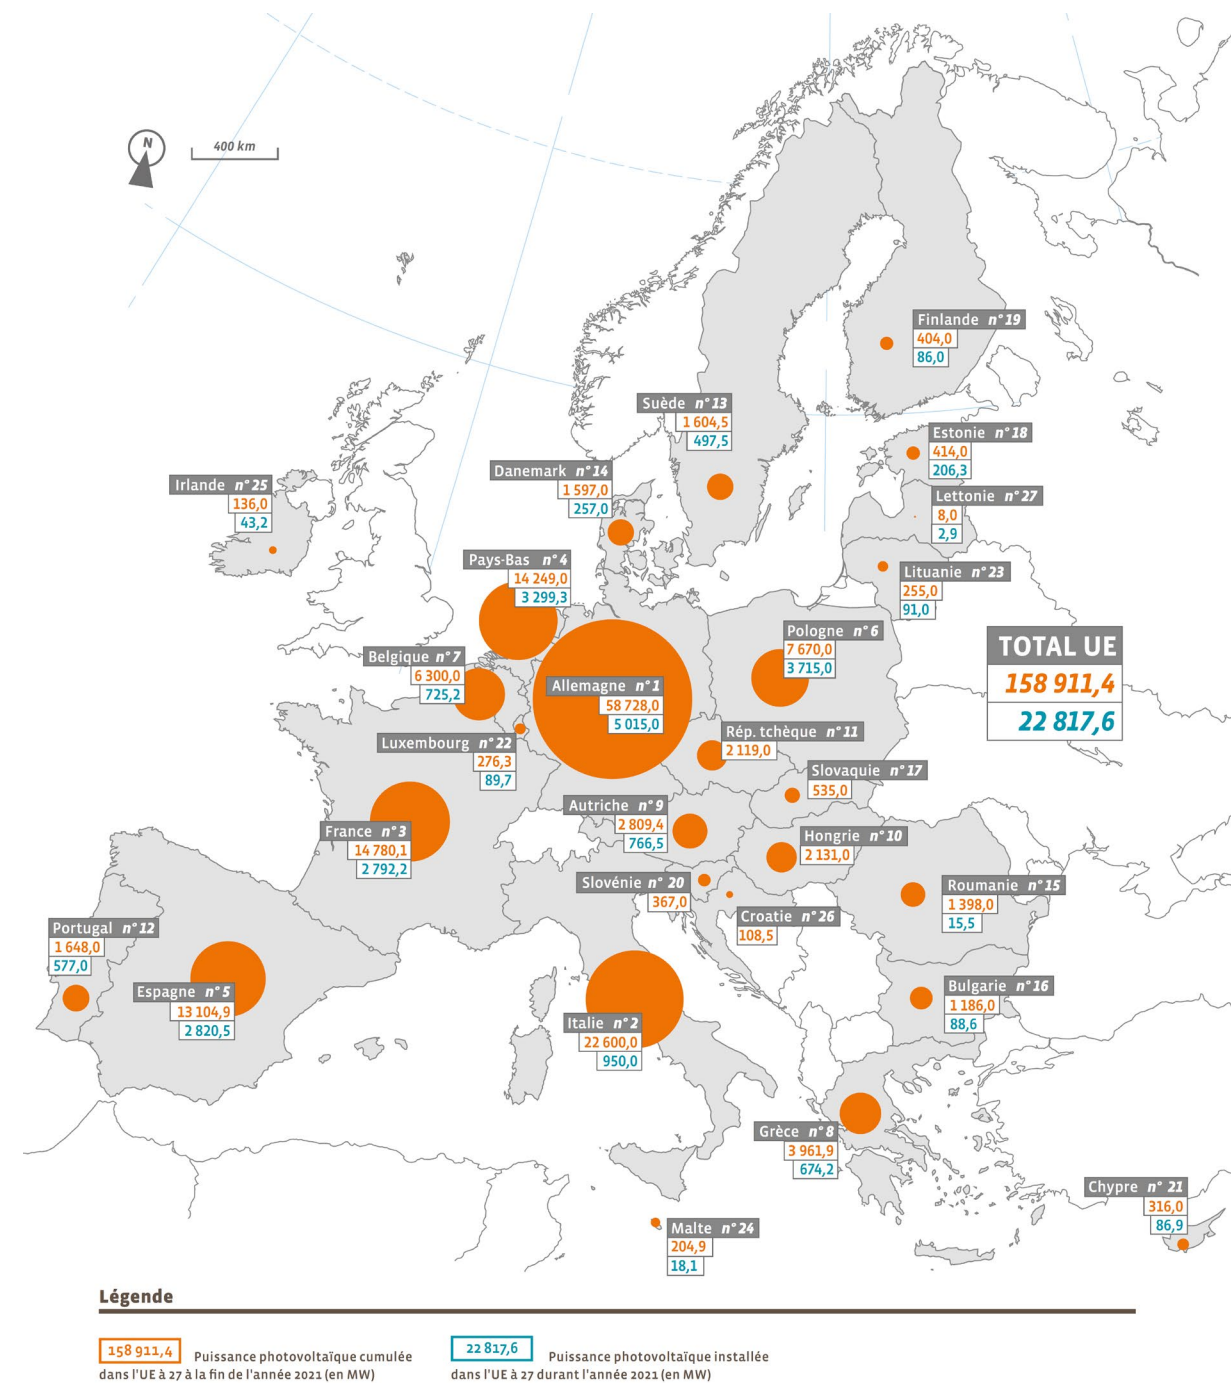 N
400 km
Finlande n°19
404,0
86,0
Suède n°13
1 604,5
497,5
Estonie n°18
414,0
206,3
Danemark n°14
1 597,0
257,0
Irlande n°25
136,0
43,2
Lettonie n°27
8,0
2,9
Pays-Bas n°4
14 249,0
3 299,3
Lituanie n°23
255,0
91,0
Pologne n°6
7 670,0
3 715,0
TOTAL UE
158 911,4
22 817,6
Belgique n°7
6 300,0
725,2
Allemagne n°1
58 728,0
5 015,0
Rép. tchèque n°11
2 119,0
Luxembourg n°22
276,3
89,7
Slovaquie n°17
535,0
Autriche n°9
2 809,4
766,5
France n°3
14 780,1
2 792,2
Hongrie n°10
2 131,0
Slovénie n° 20
367,0
Roumanie n°15
1 398,0
15,5
Croatie n°26
108,5
Portugal n°12
1 648,0
577,0
Espagne n°5
13 104,9
2 820,5
Bulgarie n°16
1 186,0
88,6
Italie n°2
22 600,0
950,0
Grèce n°8
3 961,9
674,2
Chypre n° 21
316,0
86,9
Malte n°24
204,9
18,1
Légende
158 911,4 Puissance photovoltaïque cumulée
dans l'UE à 27 à la fin de l'année 2021 (en MW)
22 817,6 Puissance photovoltaïque installée
dans l'UE à 27 durant l'année 2021 (en MW)